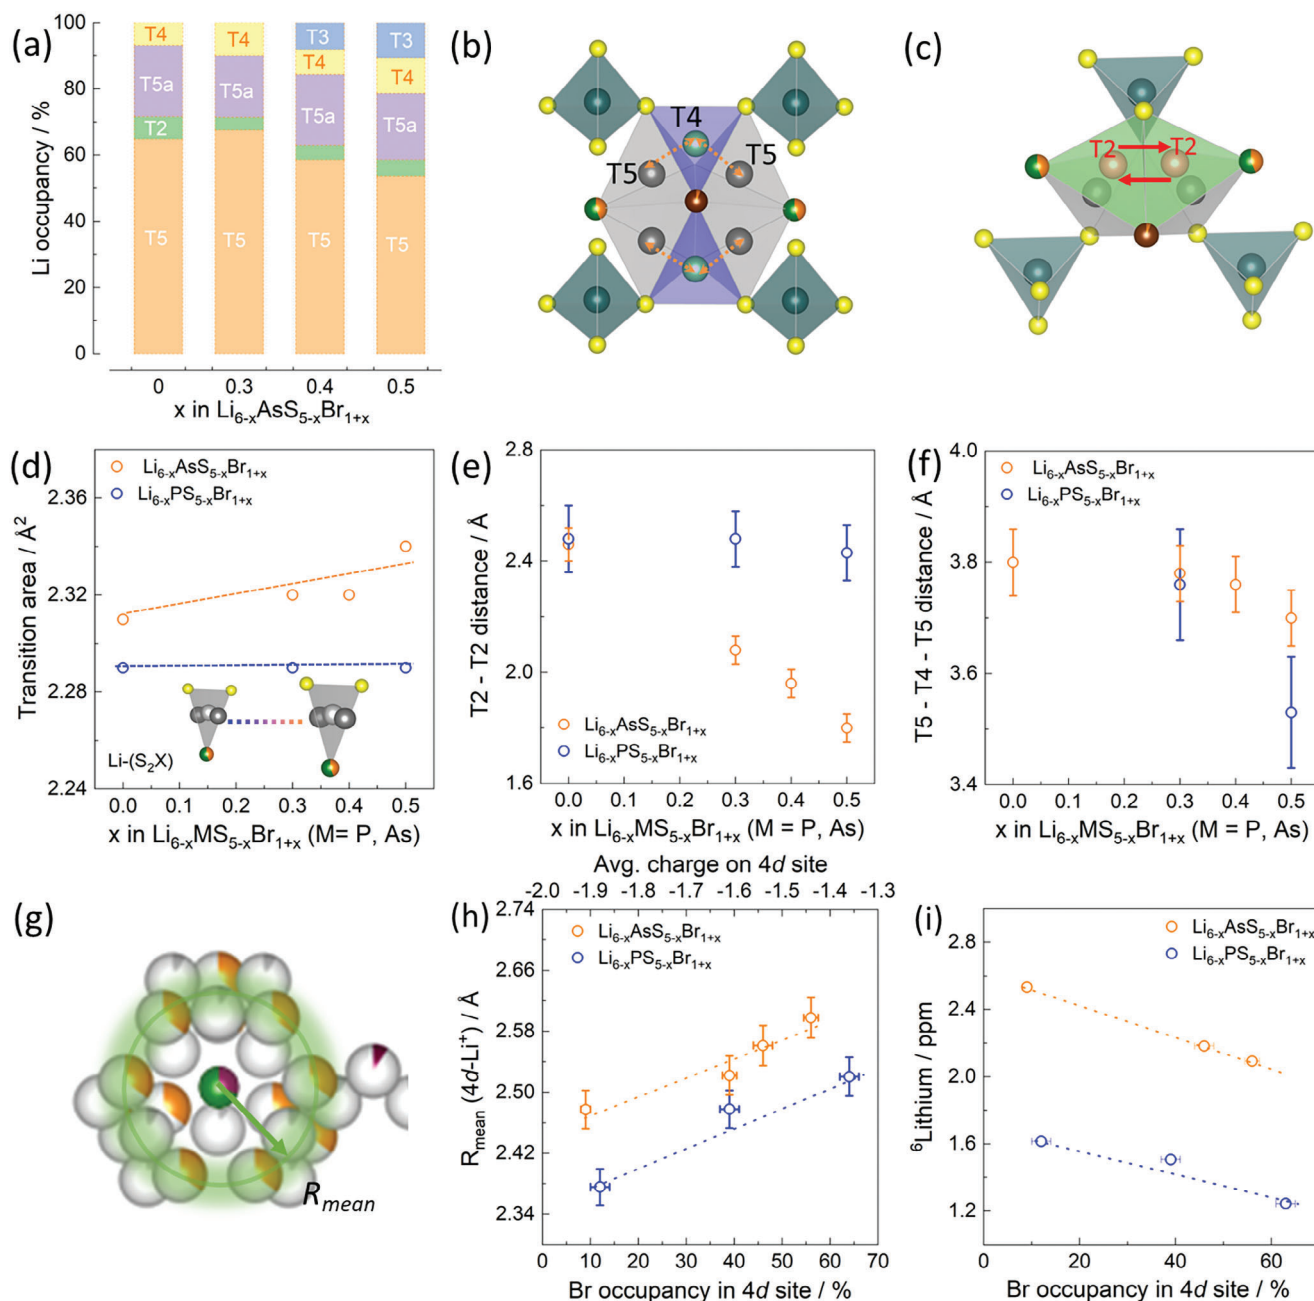 (a)
100
80
60
40
20
0
Li occupancy / %
T4
T5a
T2
T5
T4
T5a
T5
T3
T4
T5a
T5
T3
T4
T5a
T5
0 0.3 0.4 0.5
x in Li6-xAsS5-xBr1+x
(b)
T4
T5
T5
(c)
T2
T2
(d)
Li6-xAsS5-xBr1+x
Li6-xPS5-xBr1+x
2.36
2.32
2.28
2.24
Transition area / Å2
Li-(S2X)
0.0 0.1 0.2 0.3 0.4 0.5
x in Li6-xMS5-xBr1+x (M= P, As)
(e)
2.8
2.4
2.0
1.6
T2 - T2 distance / Å
Li6-xAsS5-xBr1+x
Li6-xPS5-xBr1+x
0.0 0.1 0.2 0.3 0.4 0.5
x in Li6-xMS5-xBr1+x (M = P, As)
(f)
4.0
3.8
3.6
3.4
T5 - T4 - T5 distance / Å
Li6-xAsS5-xBr1+x
Li6-xPS5-xBr1+x
0.0 0.1 0.2 0.3 0.4 0.5
x in Li6-xMS5-xBr1+x (M = P, As)
(g)
Rmean
(h)
Avg. charge on 4d site
-2.0 -1.9 -1.8 -1.7 -1.6 -1.5 -1.4 -1.3
2.74
2.66
2.58
2.50
2.42
2.34
Rmean (4d-Li+) / Å
Li6-xAsS5-xBr1+x
Li6-xPS5-xBr1+x
0 10 20 30 40 50 60 70
Br occupancy in 4d site / %
(i)
2.8
2.4
2.0
1.6
1.2
6Lithium / ppm
Li6-xAsS5-xBr1+x
Li6-xPS5-xBr1+x
0 20 40 60
Br occupancy in 4d site / %